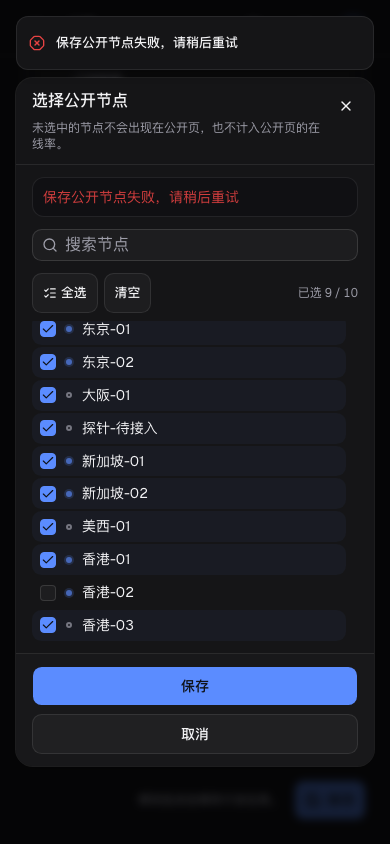 保存公开节点失败，请稍后重试
选择公开节点
未选中的节点不会出现在公开页，也不计入公开页的在
线率。
保存公开节点失败，请稍后重试
搜索节点
全选
清空
已选 9 / 10
东京-01
东京-02
大阪-01
探针-待接入
新加坡-01
新加坡-02
美西-01
香港-01
香港-02
香港-03
保存
取消